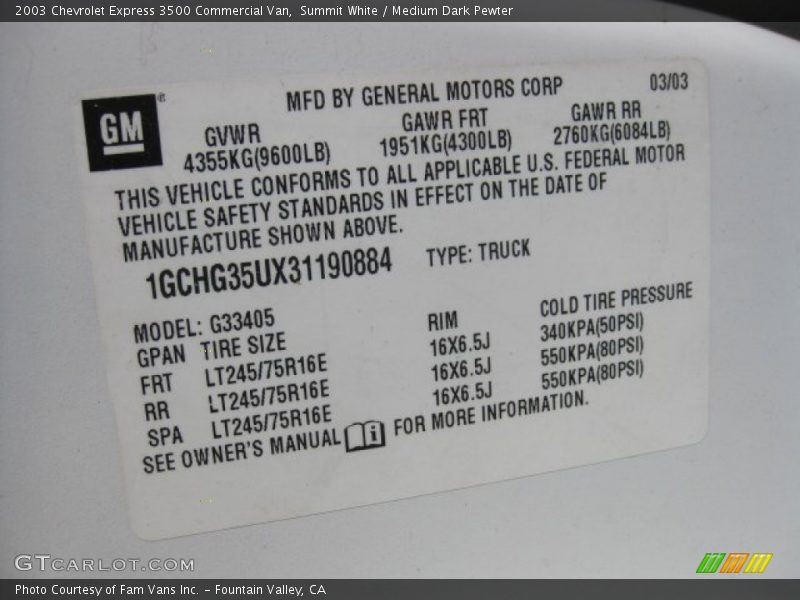 2003 Chevrolet Express 3500 Commercial Van,  Summit White / Medium Dark Pewter
GM®
MFD BY GENERAL MOTORS CORP 03/03
GVWR GAWR FRT GAWR RR
4355KG(9600LB) 1951KG(4300LB) 2760KG(6084LB)
THIS VEHICLE CONFORMS TO ALL APPLICABLE U.S. FEDERAL MOTOR
VEHICLE SAFETY STANDARDS IN EFFECT ON THE DATE OF
MANUFACTURE SHOWN ABOVE.
1GCHG35UX31190884 TYPE: TRUCK
MODEL: G33405
GPAN TIRE SIZE RIM COLD TIRE PRESSURE
FRT LT245/75R16E 16X6.5J 340KPA(50PSI)
RR LT245/75R16E 16X6.5J 550KPA(80PSI)
SPA LT245/75R16E 16X6.5J 550KPA(80PSI)
SEE OWNER'S MANUAL i FOR MORE INFORMATION.
GTCARLOT.COM
Photo Courtesy of Fam Vans Inc. - Fountain Valley, CA